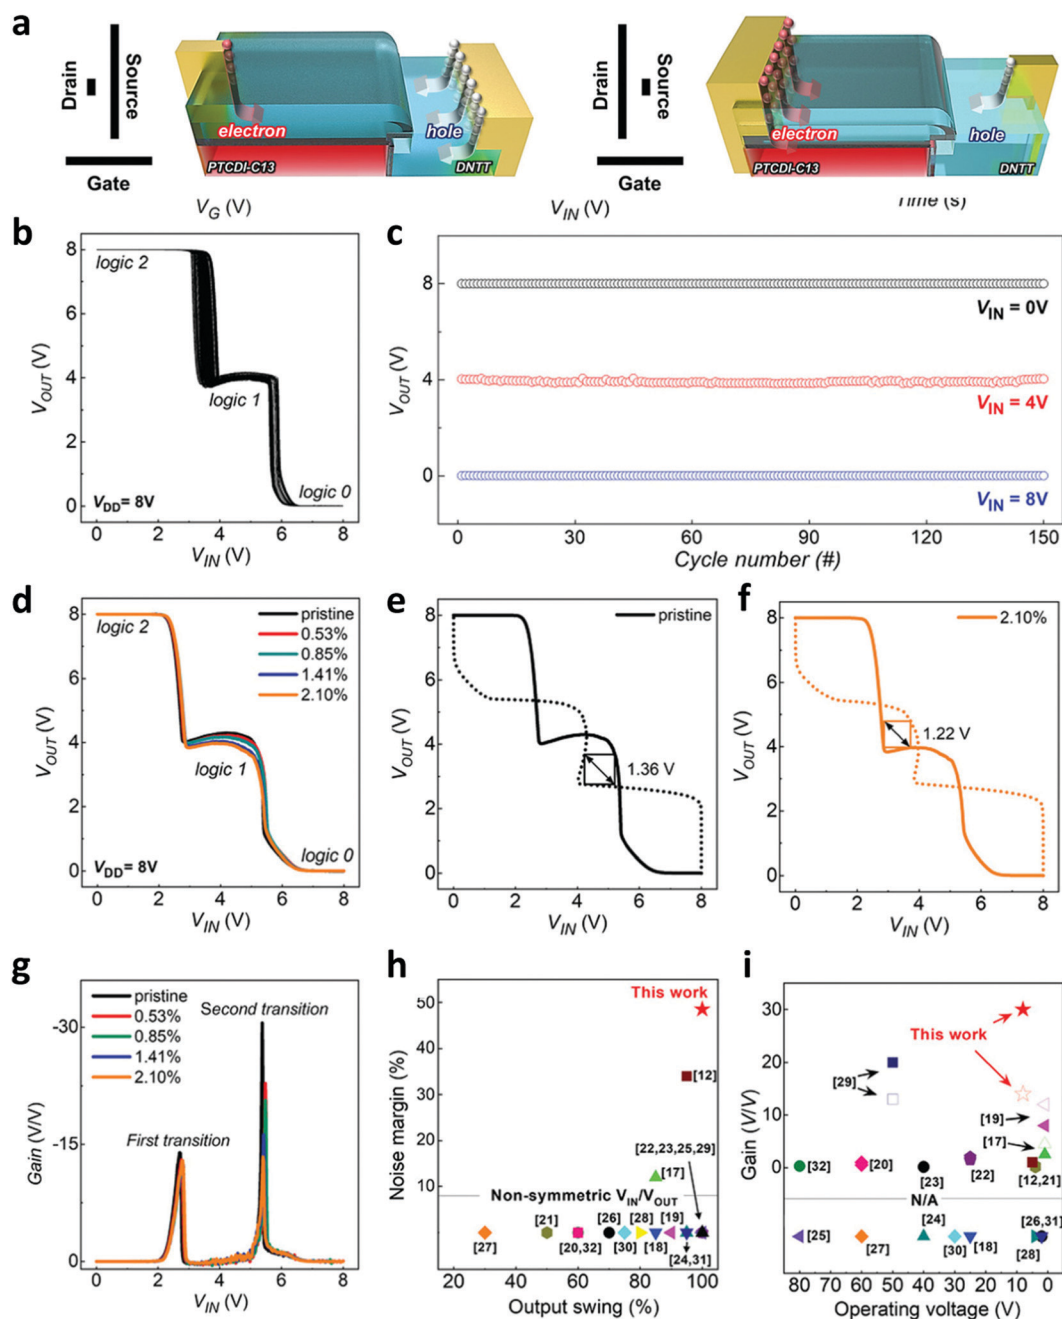 a
Drain
Source
Gate
electron
hole
PTCDI-C13
DNTT
Drain
Source
Gate
electron
hole
PTCDI-C13
DNTT
V_G (V)
V_IN (V)
Time (s)
b
logic 2
logic 1
logic 0
V_DD= 8V
8
6
4
2
0
0 2 4 6 8
V_OUT (V)
V_IN (V)
c
8
4
0
V_OUT (V)
V_IN = 0V
V_IN = 4V
V_IN = 8V
0 30 60 90 120 150
Cycle number (#)
d
logic 2
pristine
0.53%
0.85%
1.41%
2.10%
logic 1
logic 0
V_DD= 8V
8
6
4
2
0
0 2 4 6 8
V_OUT (V)
V_IN (V)
e
pristine
1.36 V
8
6
4
2
0
0 2 4 6 8
V_OUT (V)
V_IN (V)
f
2.10%
1.22 V
8
6
4
2
0
0 2 4 6 8
V_OUT (V)
V_IN (V)
g
pristine
0.53%
0.85%
1.41%
2.10%
Second transition
First transition
-30
-15
0
0 2 4 6 8
Gain (V/V)
V_IN (V)
h
This work
50
40
30
20
10
0
Noise margin (%)
[12]
[22,23,25,29]
[17]
Non-symmetric V_IN/V_OUT
[21]
[26]
[28]
[19]
[27]
[20,32]
[30]
[18]
[24,31]
20 40 60 80 100
Output swing (%)
i
30
20
10
0
Gain (V/V)
This work
[29]
[19]
[17]
[32]
[20]
[23]
[22]
[12,21]
N/A
[24]
[26,31]
[25]
[27]
[30]
[18]
[28]
80 70 60 50 40 30 20 10 0
Operating voltage (V)